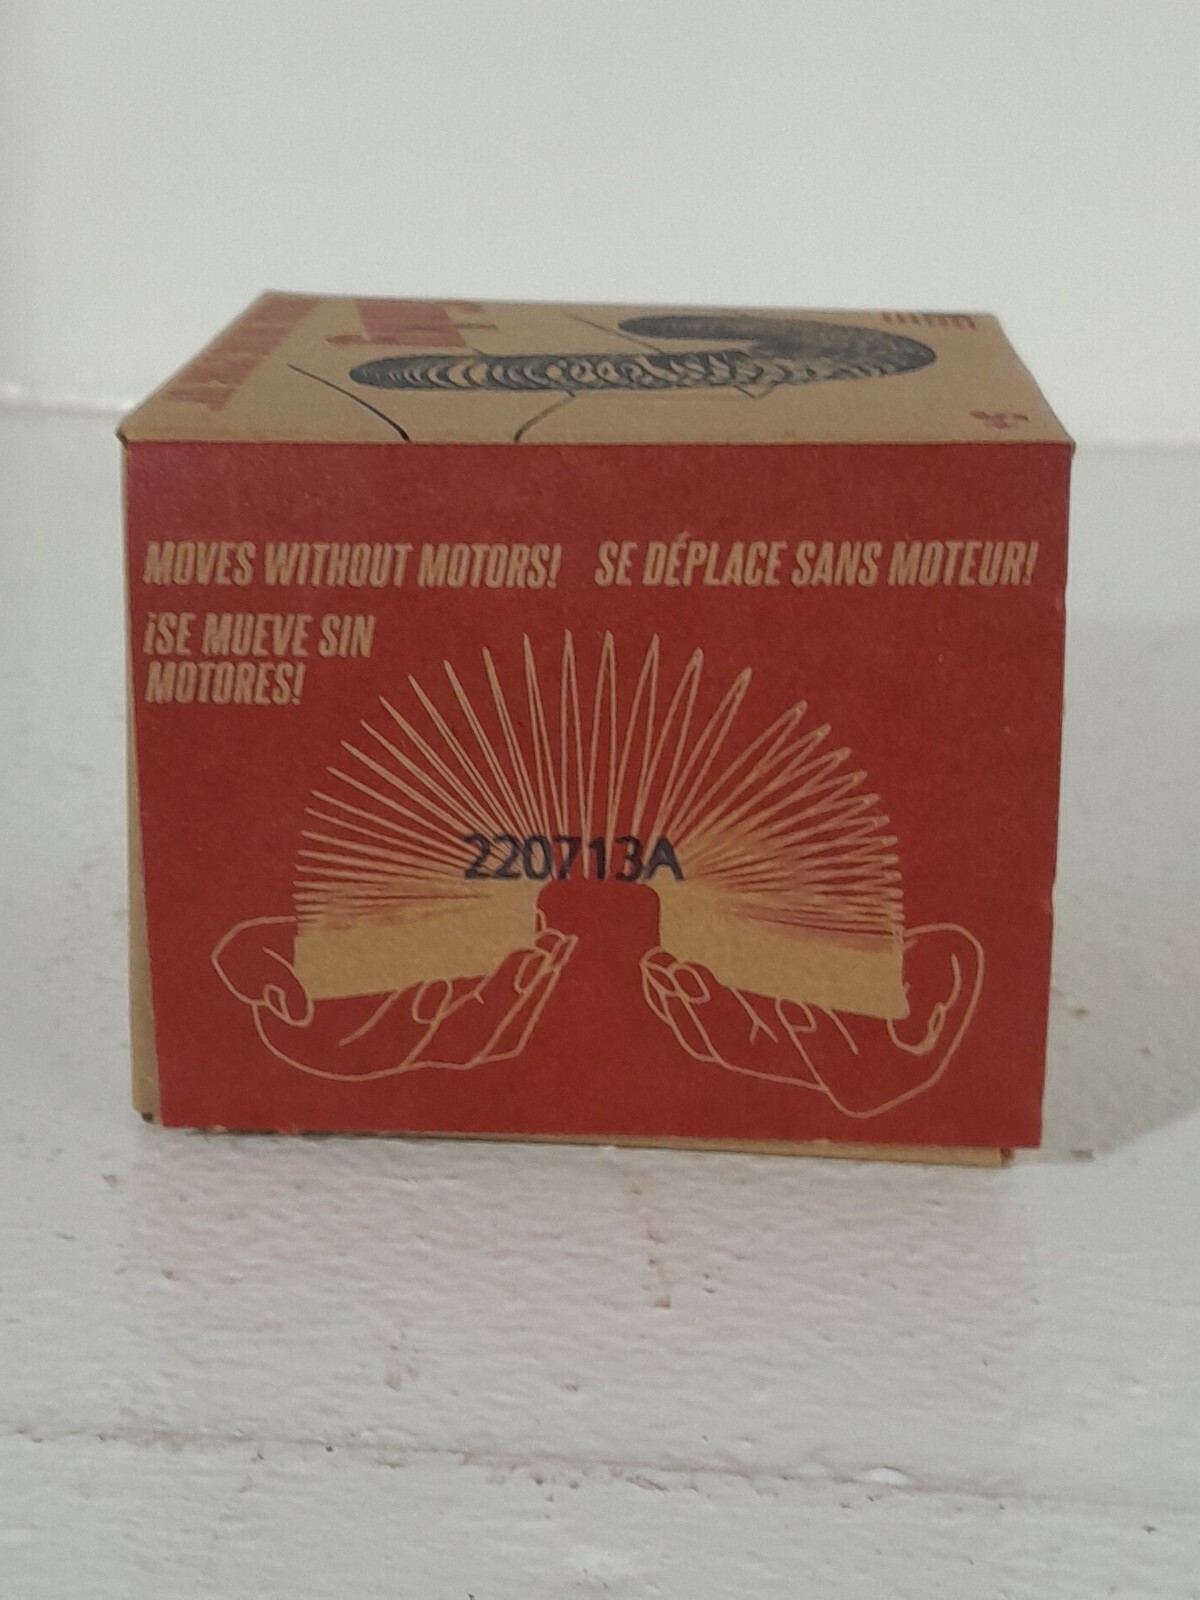 MOVES WITHOUT MOTORS! SE DÉPLACE SANS MOTEUR!
¡SE MUEVE SIN
MOTORES!
220713A